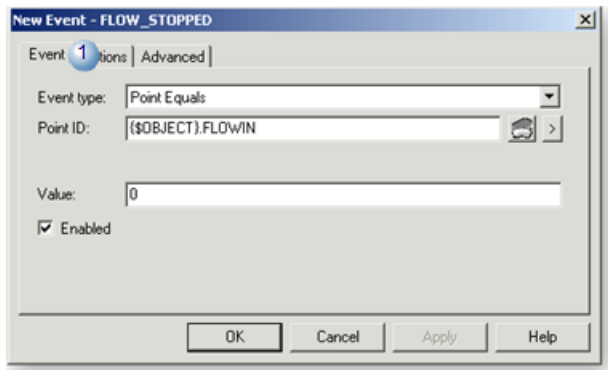 New Event - FLOW_STOPPED
Event 1 tions Advanced
Event type: Point Equals
Point ID: {$OBJECT}.FLOWIN >
Value: 0
Enabled
OK Cancel Apply Help